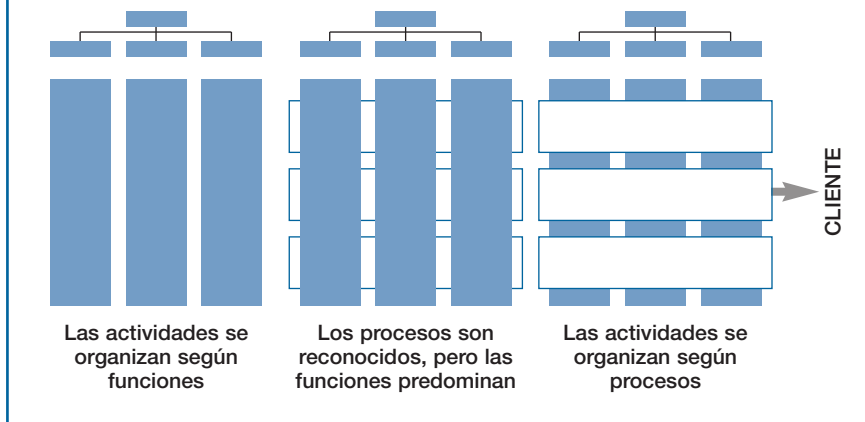 CLIENTE
Las actividades se
organizan según
funciones
Los procesos son
reconocidos, pero las
funciones predominan
Las actividades se
organizan según
procesos